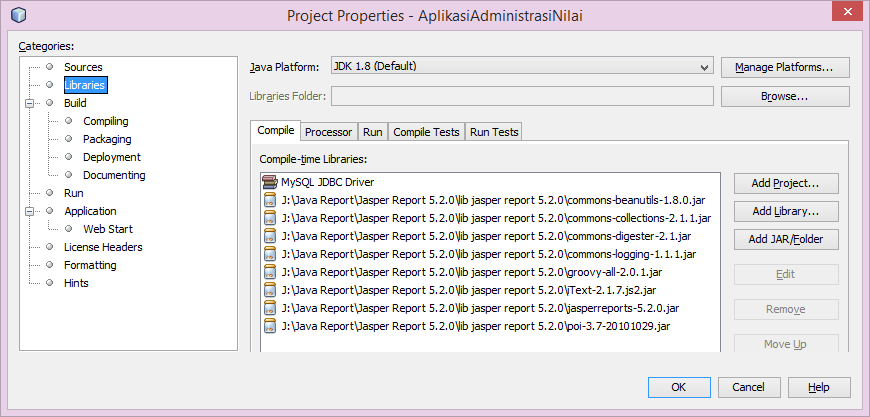 Project Properties - AplikasiAdministrasiNilai
Categories:
Sources
Libraries
Build
Compiling
Packaging
Deployment
Documenting
Run
Application
Web Start
License Headers
Formatting
Hints
Java Platform: JDK 1.8 (Default) Manage Platforms...
Libraries Folder: Browse...
Compile Processor Run Compile Tests Run Tests
Compile-time Libraries:
MySQL JDBC Driver
J:\Java Report\Jasper Report 5.2.0\lib jasper report 5.2.0\commons-beanutils-1.8.0.jar
J:\Java Report\Jasper Report 5.2.0\lib jasper report 5.2.0\commons-collections-2.1.1.jar
J:\Java Report\Jasper Report 5.2.0\lib jasper report 5.2.0\commons-digester-2.1.jar
J:\Java Report\Jasper Report 5.2.0\lib jasper report 5.2.0\commons-logging-1.1.1.jar
J:\Java Report\Jasper Report 5.2.0\lib jasper report 5.2.0\groovy-all-2.0.1.jar
J:\Java Report\Jasper Report 5.2.0\lib jasper report 5.2.0\iText-2.1.7.js2.jar
J:\Java Report\Jasper Report 5.2.0\lib jasper report 5.2.0\jasperreports-5.2.0.jar
J:\Java Report\Jasper Report 5.2.0\lib jasper report 5.2.0\poi-3.7-20101029.jar
Add Project...
Add Library...
Add JAR/Folder
Edit
Remove
Move Up
OK Cancel Help